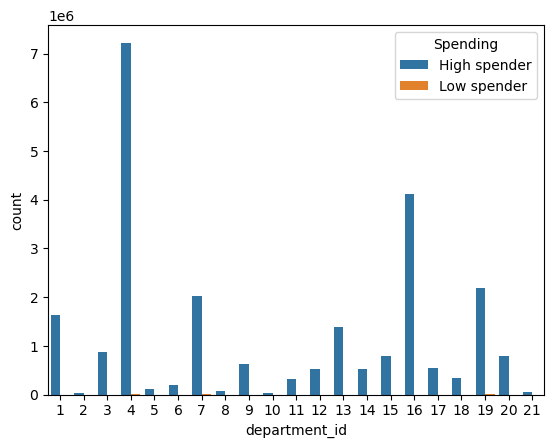 1e6
7
6
5
4
3
2
1
0
count
Spending
High spender
Low spender
1 2 3 4 5 6 7 8 9 10 11 12 13 14 15 16 17 18 19 20 21
department_id